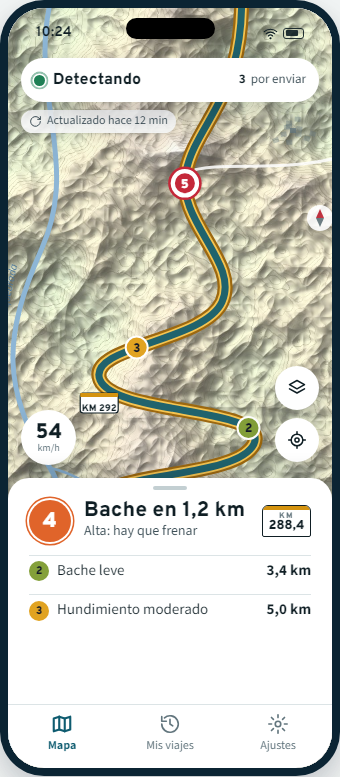 10:24
Detectando
3 por enviar
Actualizado hace 12 min
5
3
KM 292
2
54
km/h
4
Bache en 1,2 km
Alta: hay que frenar
KM
288,4
2 Bache leve 3,4 km
3 Hundimiento moderado 5,0 km
Mapa
Mis viajes
Ajustes